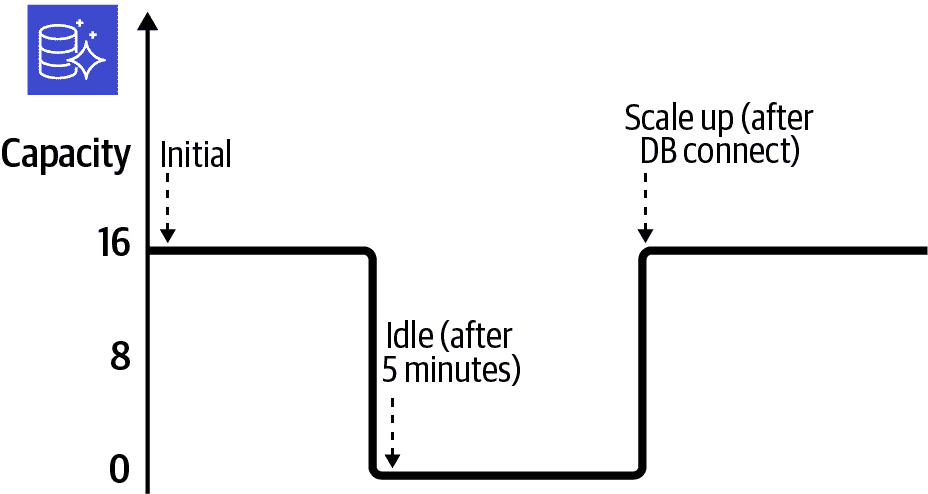 Capacity
Initial
Scale up (after
DB connect)
16
Idle (after
5 minutes)
8
0